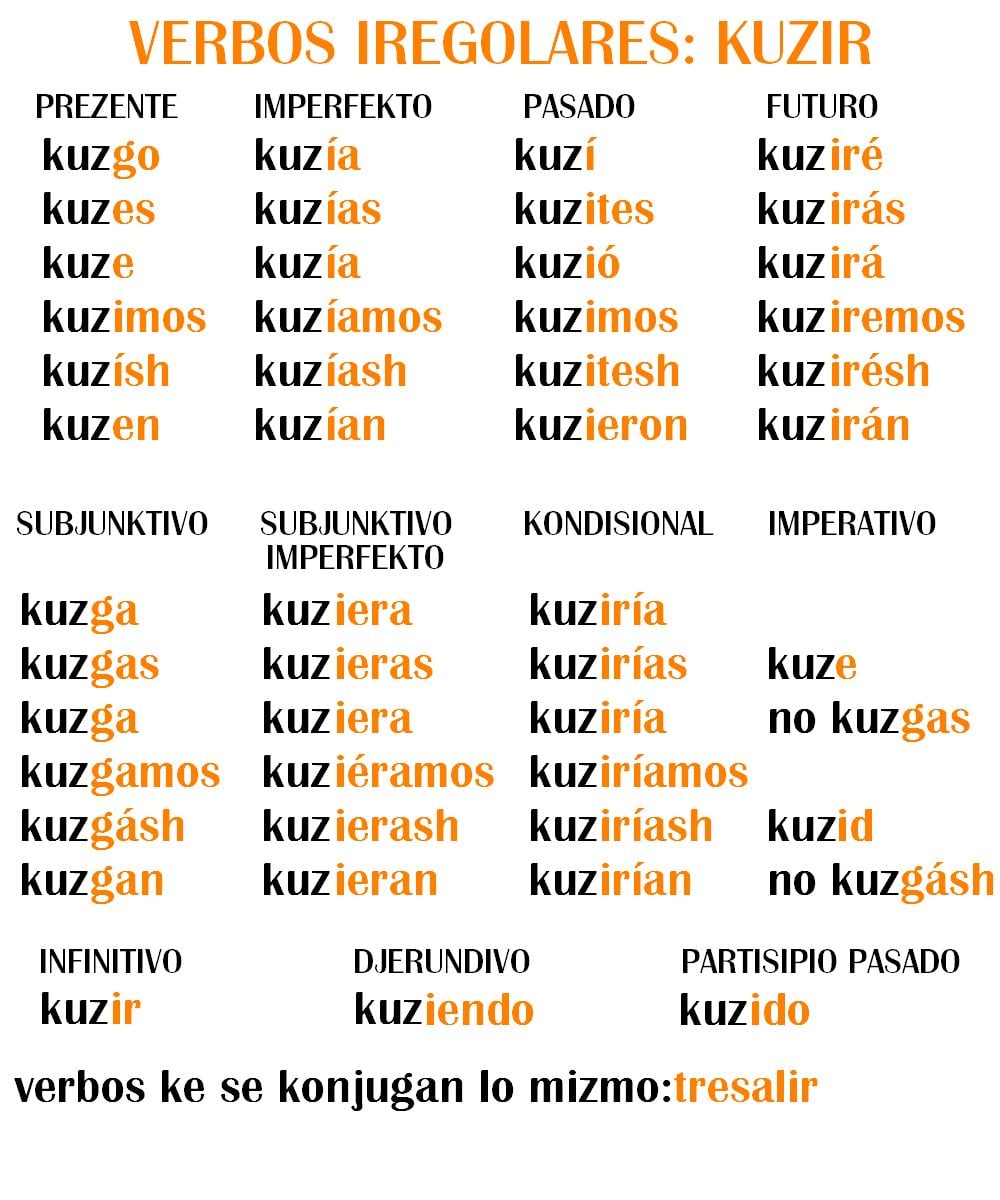 VERBOS IREGOLARES: KUZIR
PREZENTE IMPERFEKTO PASADO FUTURO
kuzgo kuzía kuzí kuziré
kuzes kuzías kuzites kuzirás
kuze kuzía kuzió kuzirá
kuzimos kuzíamos kuzimos kuziremos
kuzísh kuzíash kuzitesh kuzirésh
kuzen kuzían kuzieron kuzirán
SUBJUNKTIVO SUBJUNKTIVO KONDISIONAL IMPERATIVO
IMPERFEKTO
kuzga kuziera kuziría
kuzgas kuzieras kuzirías kuze
kuzga kuziera kuziría no kuzgas
kuzgamos kuziéramos kuziríamos
kuzgásh kuzierash kuziríash kuzid
kuzgan kuzieran kuzirían no kuzgásh
INFINITIVO DJERUNDIVO PARTISIPIO PASADO
kuzir kuziendo kuzido
verbos ke se konjugan lo mizmo:tresalir